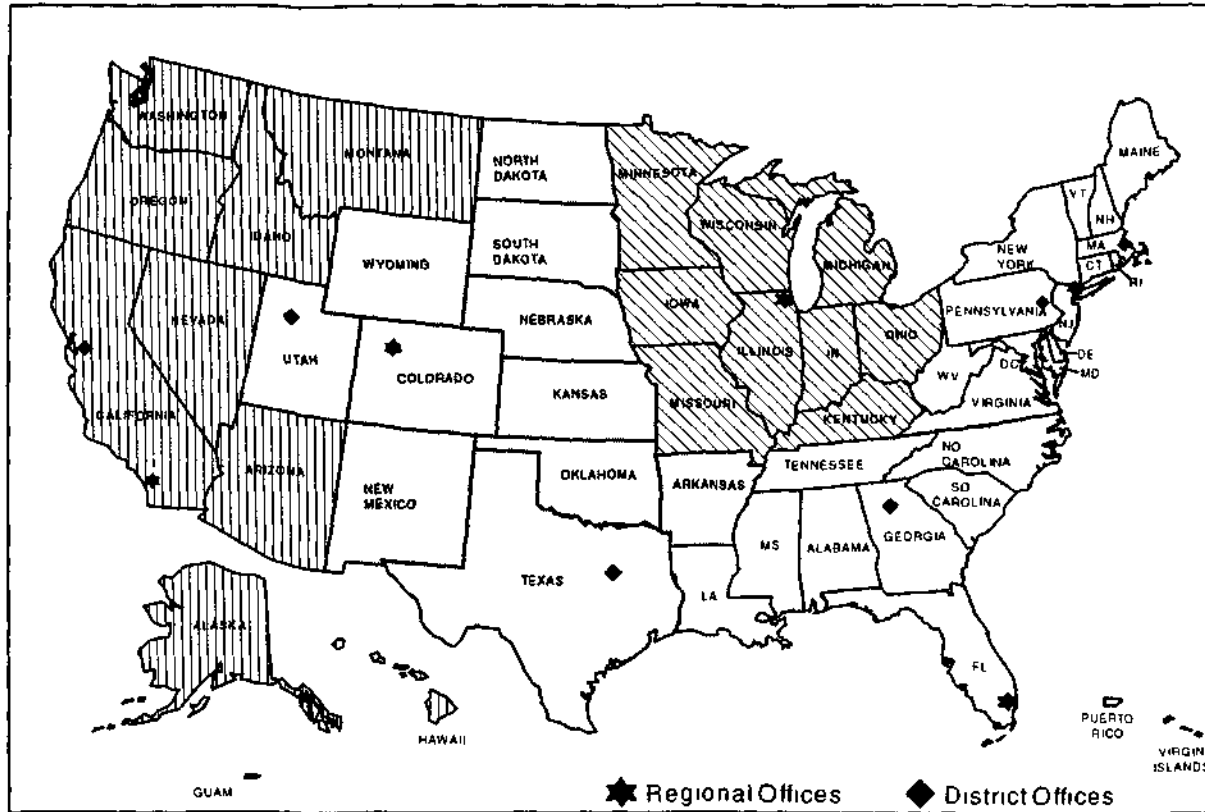 WASHINGTON
MONTANA
NORTH
DAKOTA
MINNESOTA
MAINE
OREGON
IDAHO
WYOMING
SOUTH
DAKOTA
WISCONSIN
MICHIGAN
VT
NH
NEW
YORK
MA
CT
RI
NEVADA
UTAH
COLORADO
NEBRASKA
IOWA
ILLINOIS
IN
OHIO
PENNSYLVANIA
NJ
DE
MD
DC
WV
VIRGINIA
CALIFORNIA
KANSAS
MISSOURI
KENTUCKY
ARIZONA
NEW
MEXICO
OKLAHOMA
ARKANSAS
TENNESSEE
NO
CAROLINA
SO
CAROLINA
TEXAS
LA
MS
ALABAMA
GEORGIA
FL
ALASKA
HAWAII
GUAM
PUERTO
RICO
VIRGIN
ISLANDS
Regional Offices
District Offices